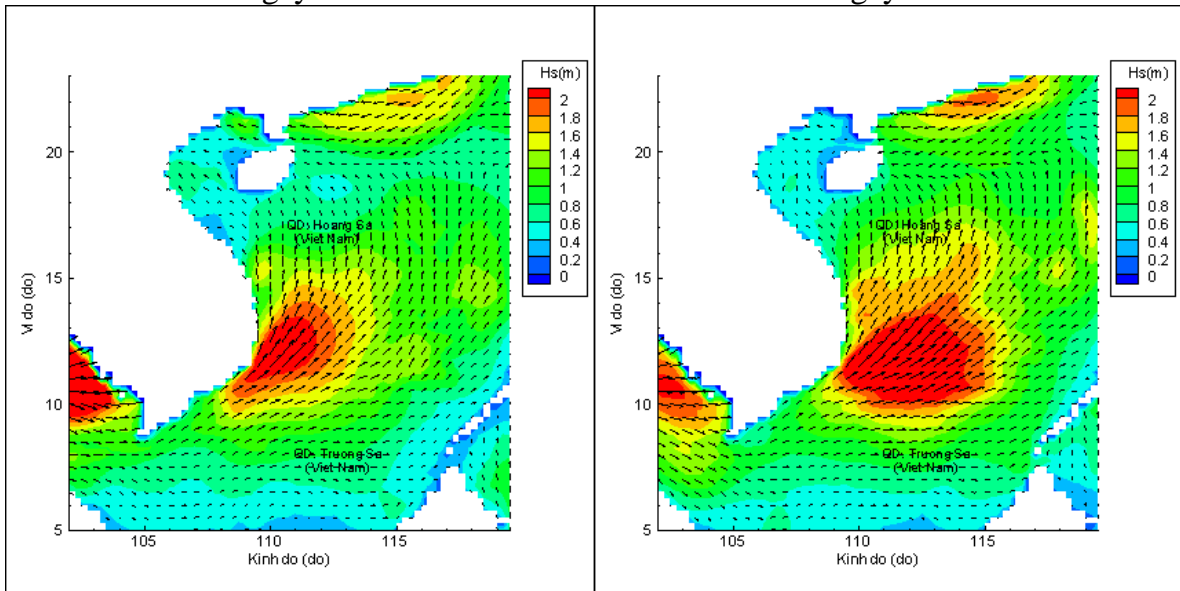 Hs(m)
2
1.8
1.6
1.4
1.2
1
0.8
0.6
0.4
0.2
0
20
15
10
5
105
110
115
Vi do (do)
Kinh do (do)
QD. Hoang Sa
(Viet Nam)
QD. Truong Sa
(Viet Nam)
Hs(m)
2
1.8
1.6
1.4
1.2
1
0.8
0.6
0.4
0.2
0
20
15
10
5
105
110
115
Vi do (do)
Kinh do (do)
QD. Hoang Sa
(Viet Nam)
QD. Truong Sa
(Viet Nam)